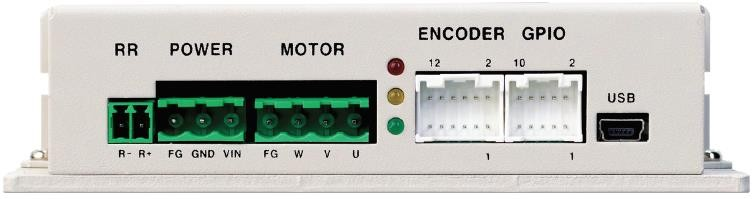 RR POWER MOTOR ENCODER GPIO
12 2 10 2
USB
R- R+ FG GND VIN FG W V U 1 1